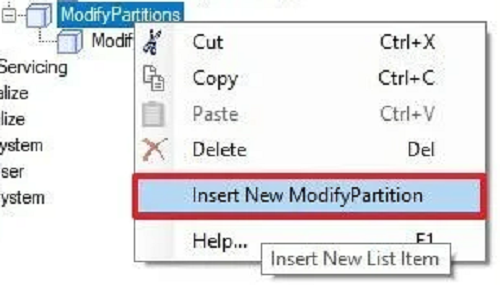 ModifyPartitions
Modif
Cut Ctrl+X
Servicing
Copy Ctrl+C
alize
Paste Ctrl+V
lize
ystem
Delete Del
ser
Insert New ModifyPartition
ystem
Help... F1
Insert New List Item